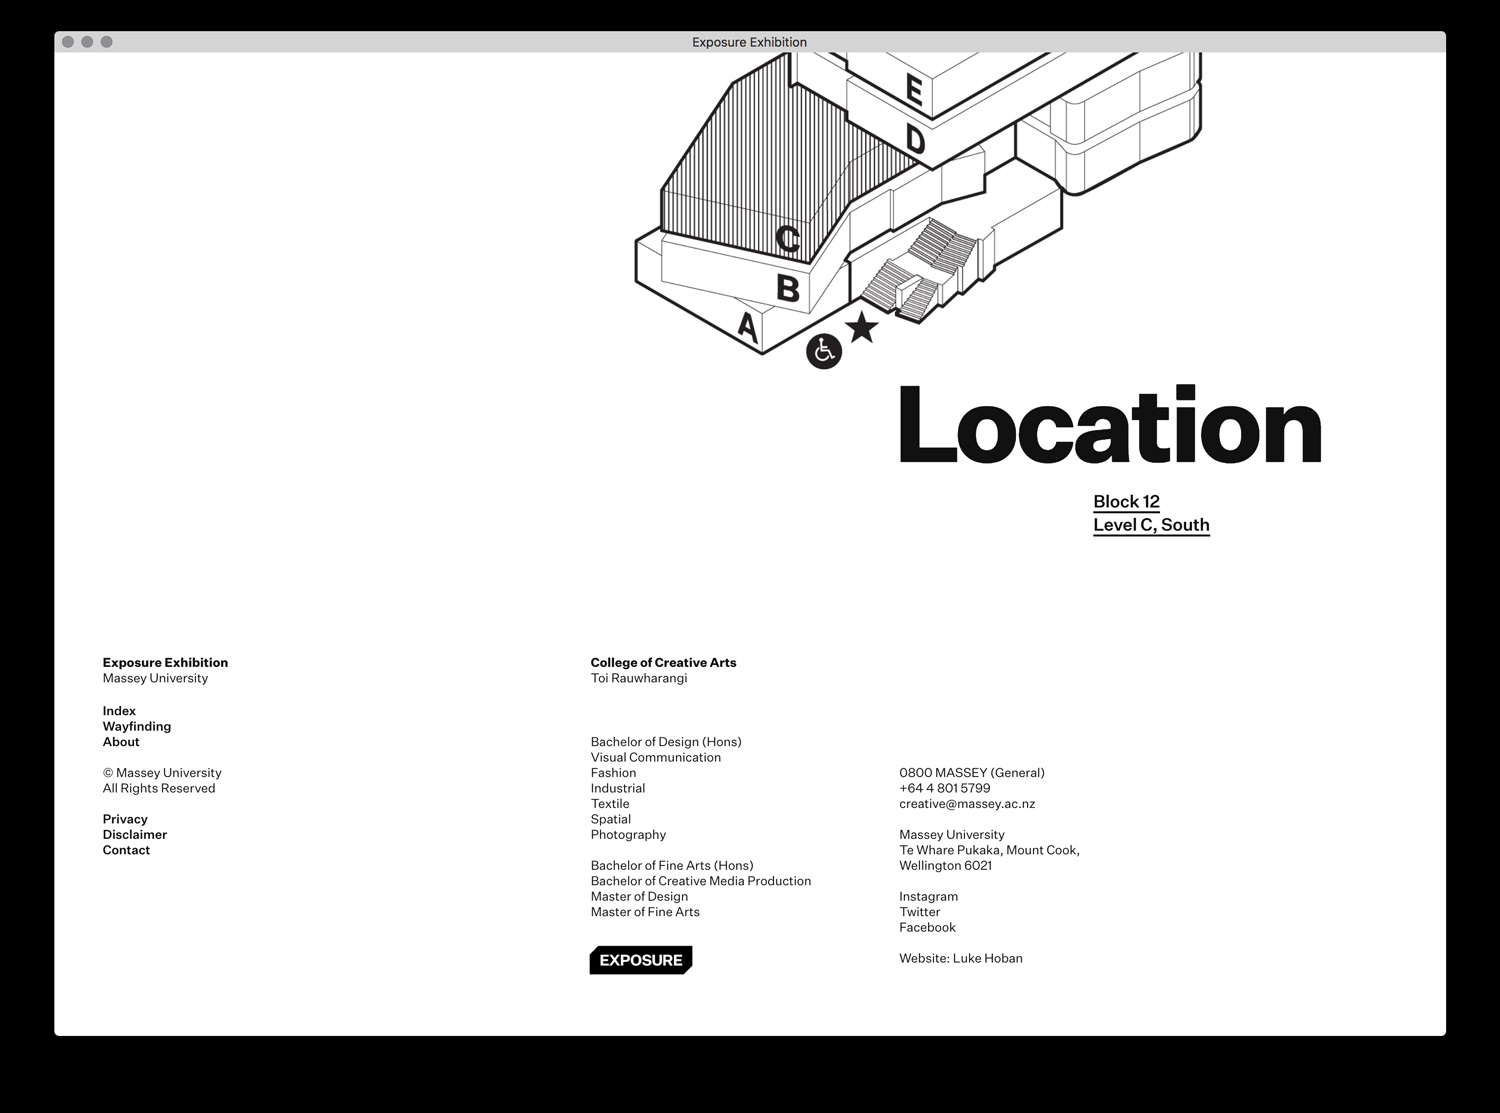 Exposure Exhibition
E
D
C
B
A
Location
Block 12
Level C, South
Exposure Exhibition
Massey University
Index
Wayfinding
About
© Massey University
All Rights Reserved
Privacy
Disclaimer
Contact
College of Creative Arts
Toi Rauwharangi
Bachelor of Design (Hons)
Visual Communication
Fashion
Industrial
Textile
Spatial
Photography
Bachelor of Fine Arts (Hons)
Bachelor of Creative Media Production
Master of Design
Master of Fine Arts
EXPOSURE
0800 MASSEY (General)
+64 4 801 5799
creative@massey.ac.nz
Massey University
Te Whare Pukaka, Mount Cook,
Wellington 6021
Instagram
Twitter
Facebook
Website: Luke Hoban